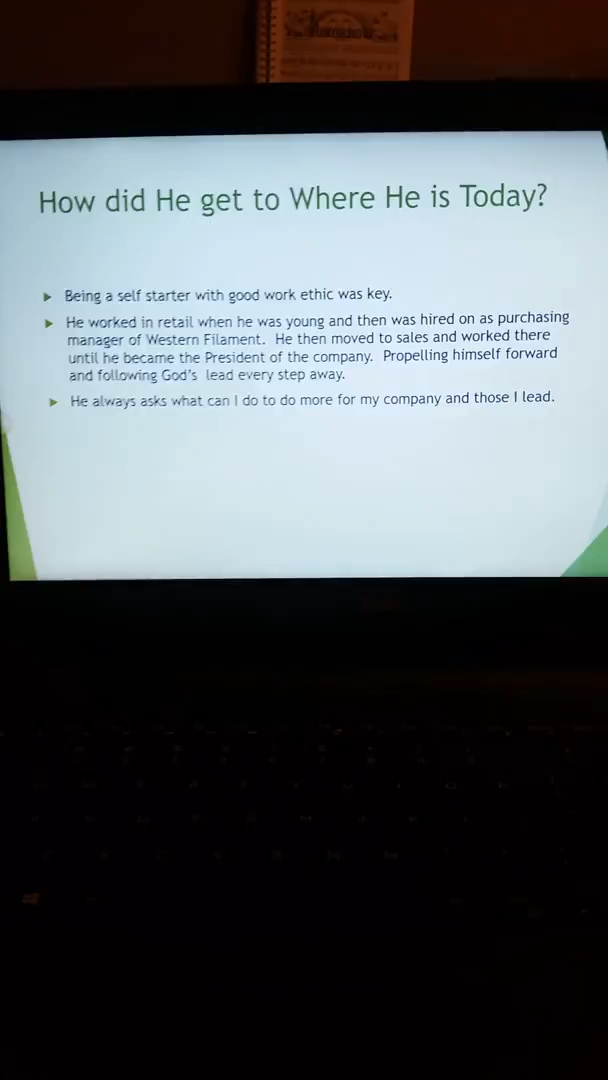 How did He get to Where He is Today?
Being a self starter with good work ethic was key.
He worked in retail when he was young and then was hired on as purchasing
manager of Western Filament.  He then moved to sales and worked there
until he became the President of the company.  Propelling himself forward
and following God's  lead every step away.
He always asks what can I do to do more for my company and those I lead.